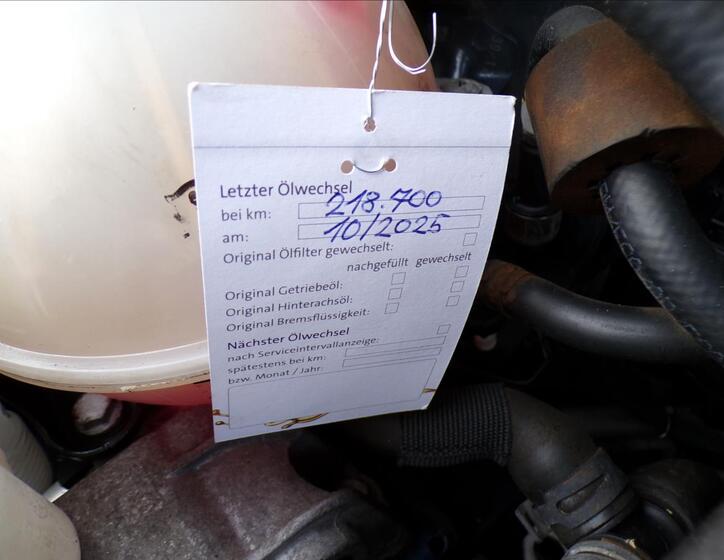 Letzter Ölwechsel
bei km: 218.700
am: 10/2025
Original Ölfilter gewechselt:
nachgefüllt gewechselt
Original Getriebeöl:
Original Hinterachsöl:
Original Bremsflüssigkeit:
Nächster Ölwechsel
nach Serviceintervallanzeige:
spätestens bei km:
bzw. Monat / Jahr: